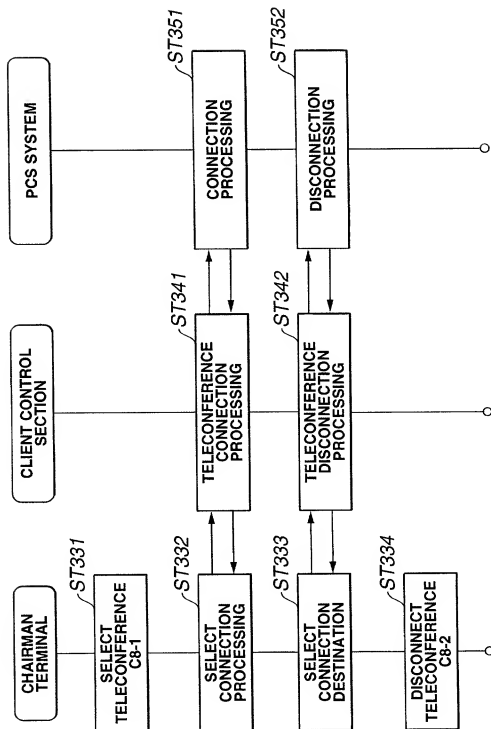 CHAIRMAN
TERMINAL
ST331
SELECT
TELECONFERENCE
C8-1
ST332
SELECT
CONNECTION
PROCESSING
ST333
SELECT
CONNECTION
DESTINATION
ST334
DISCONNECT
TELECONFERENCE
C8-2
CLIENT CONTROL
SECTION
ST341
TELECONFERENCE
CONNECTION
PROCESSING
ST342
TELECONFERENCE
DISCONNECTION
PROCESSING
PCS SYSTEM
ST351
CONNECTION
PROCESSING
ST352
DISCONNECTION
PROCESSING